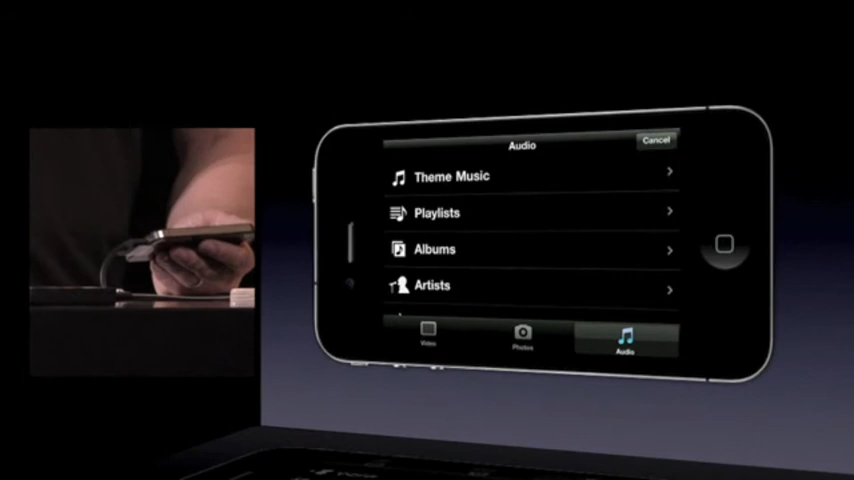 Audio
Cancel
Theme Music
Playlists
Albums
Artists
Video
Photos
Audio